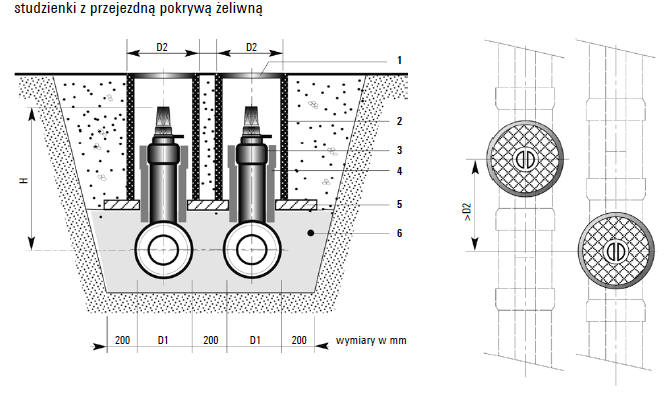 studzienki z przejezdną pokrywą żeliwną
D2 D2
1
2
3
4
5
6
H
>D2
200 D1 200 D1 200 wymiary w mm